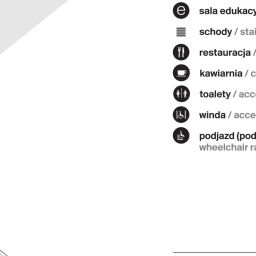 e sala edukacy
schody / stai
restauracja /
kawiarnia / c
toalety / acce
winda / acce
podjazd (pod
wheelchair ra